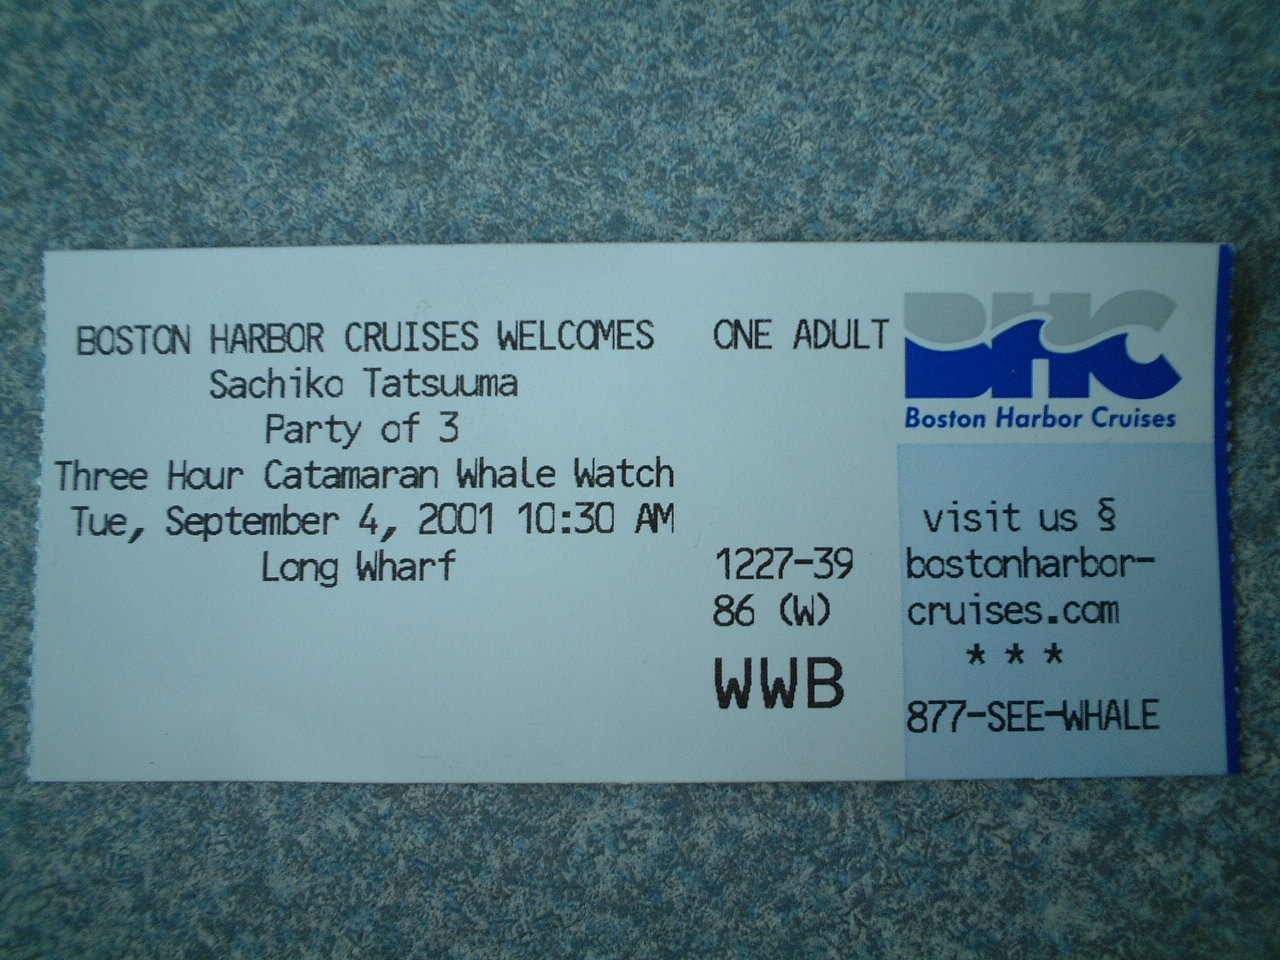 BOSTON HARBOR CRUISES WELCOMES
Sachiko Tatsuuma
Party of 3
Three Hour Catamaran Whale Watch
Tue, September 4, 2001 10:30 AM
Long Wharf
ONE ADULT
1227-39
86 (W)
WWB
BHC
Boston Harbor Cruises
visit us §
bostonharbor-
cruises.com
* * *
877-SEE-WHALE